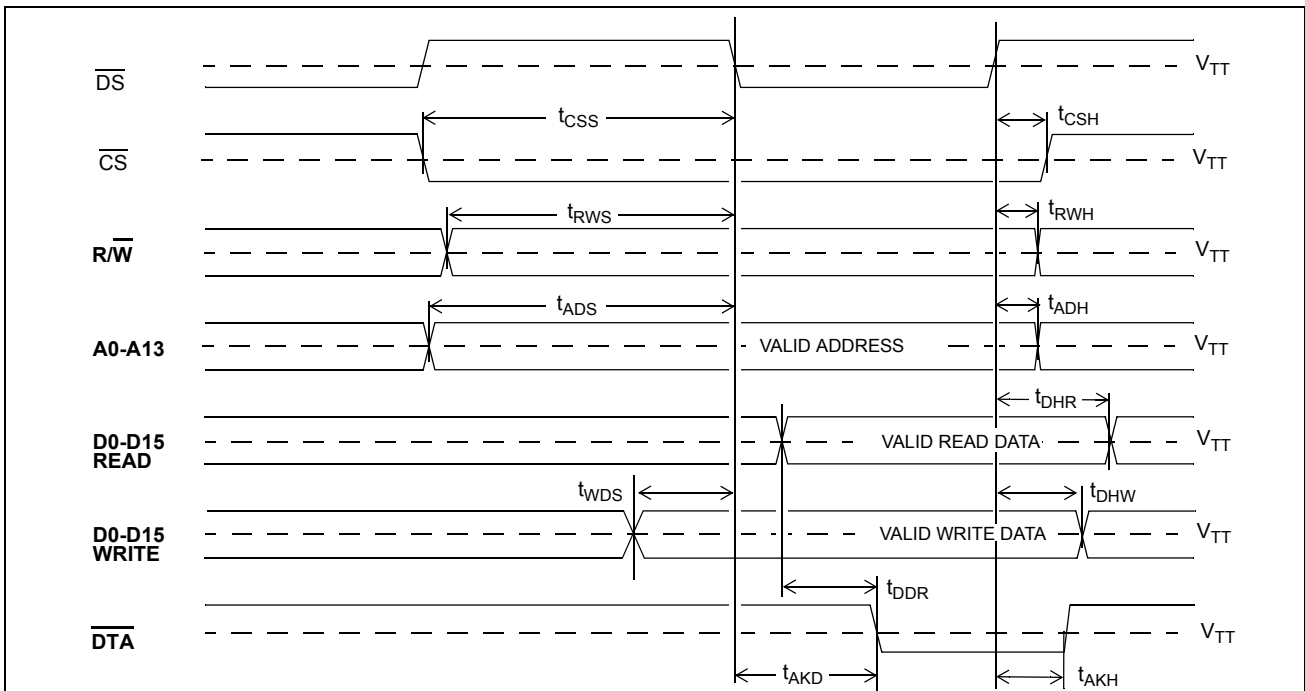 DS
VTT
tCSS
tCSH
CS
VTT
tRWS
tRWH
R/W
VTT
tADS
tADH
A0-A13
VALID ADDRESS
VTT
tDHR
D0-D15
READ
VALID READ DATA
VTT
tWDS
tDHW
D0-D15
WRITE
VALID WRITE DATA
VTT
tDDR
DTA
VTT
tAKD
tAKH